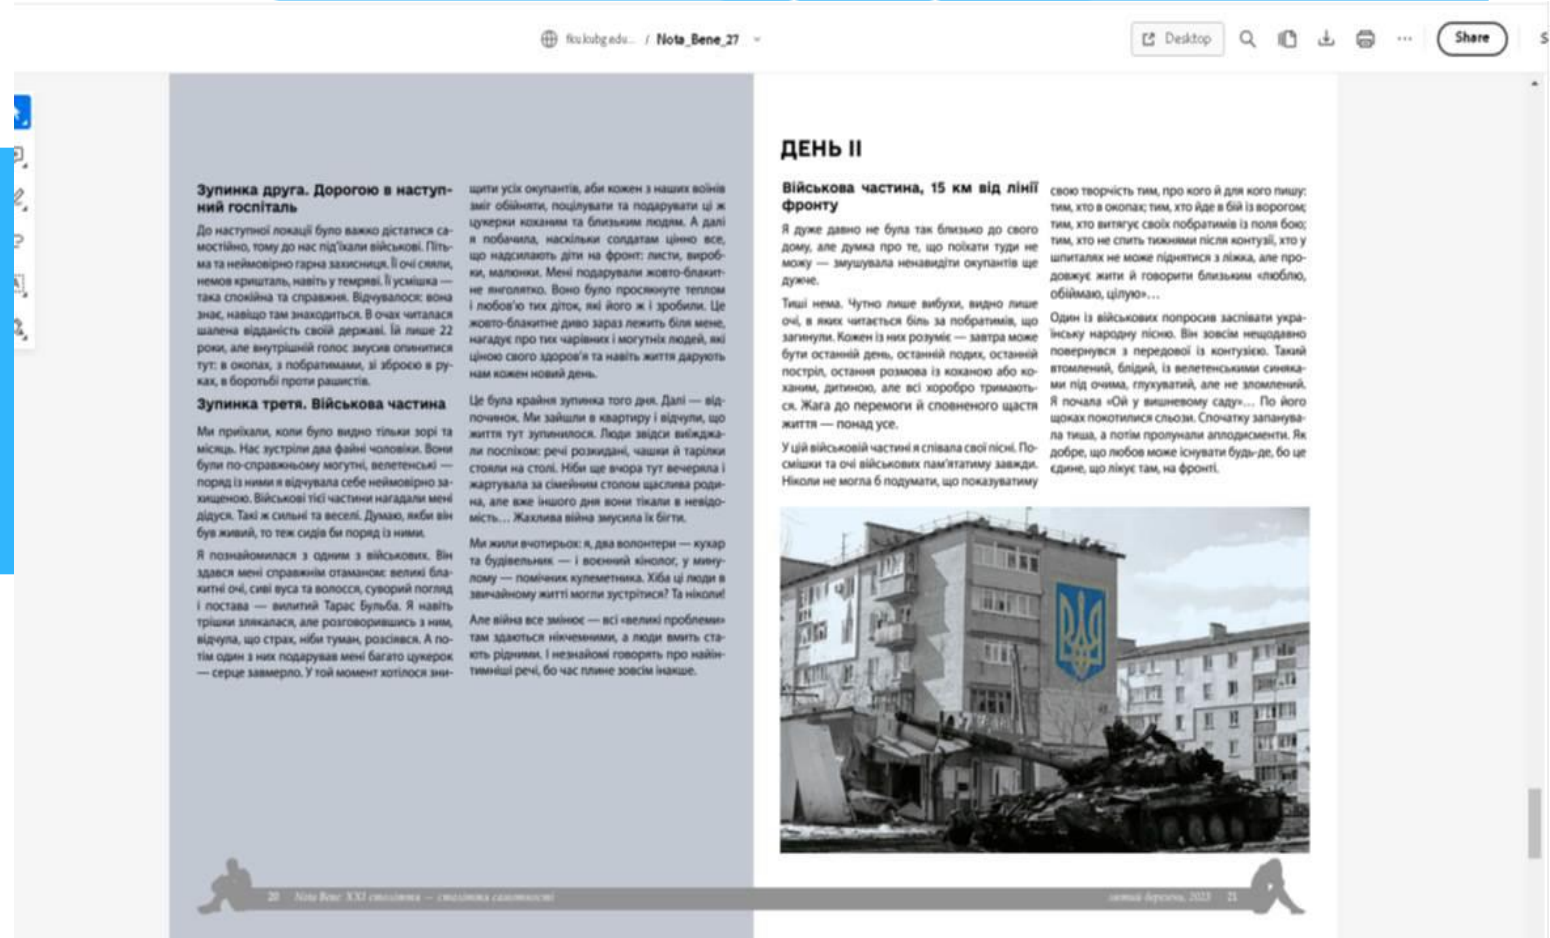 fku.kubg.edu... / Nota_Bene_27
Desktop
Share
S
Зупинка друга. Дорогою в наступ-
ний госпіталь
До наступної локації було важко дістатися са-
мостійно, тому до нас під'їхали військові. Піть-
ма та неймовірно гарна захисниця. Її очі сяяли,
немов кришталь, навіть у темряві. Її усмішка —
така спокійна та справжня. Відчувалося: вона
знає, навіщо там знаходиться. В очах читалася
шалена відданість своїй державі. Їй лише 22
роки, але внутрішній голос змусив опинитися
тут: в окопах, з побратимами, зі зброєю в ру-
ках, в боротьбі проти рашистів.
Зупинка третя. Військова частина
Ми приїхали, коли було видно тільки зорі та
місяць. Нас зустріли два файні чоловіки. Вони
були по-справжньому могутні, велетенські —
поряд із ними я відчувала себе неймовірно за-
хищеною. Військові тієї частини нагадали мені
дідуся. Такі ж сильні та веселі. Думаю, якби він
був живий, то теж сидів би поряд із ними.
Я познайомилася з одним з військових. Він
здався мені справжнім отаманом: великі бла-
китні очі, сиві вуса та волосся, суворий погляд
і постава — вилитий Тарас Бульба. Я навіть
трішки злякалася, але розговорившись з ним,
відчула, що страх, ніби туман, розсіявся. А по-
тім один з них подарував мені багато цукерок
— серце завмерло. У той момент хотілося зни-
щити усіх окупантів, аби кожен з наших воїнів
зміг обійняти, поцілувати та подарувати ці ж
цукерки коханим та близьким людям. А далі
я побачила, наскільки солдатам цінно все,
що надсилають діти на фронт: листи, вироб-
ки, малюнки. Мені подарували жовто-блакит-
не янголятко. Воно було просякнуте теплом
і любов'ю тих діток, які його ж і зробили. Це
жовто-блакитне диво зараз лежить біля мене,
нагадує про тих чарівних і могутніх людей, які
ціною свого здоров'я та навіть життя дарують
нам кожен новий день.
Це була крайня зупинка того дня. Далі — від-
починок. Ми зайшли в квартиру і відчули, що
життя тут зупинилося. Люди звідси виїжджа-
ли поспіхом: речі розкидані, чашки й тарілки
стояли на столі. Ніби ще вчора тут вечеряла і
жартувала за сімейним столом щаслива роди-
на, але вже іншого дня вони тікали в невідо-
мість… Жахлива війна змусила їх бігти.
Ми жили вчотирьох: я, два волонтери — кухар
та будівельник — і воєнний кінолог, у мину-
лому — помічник кулеметника. Хіба ці люди в
звичайному житті могли зустрітися? Та ніколи!
Але війна все змінює — всі «великі проблеми»
там здаються нікчемними, а люди вмить ста-
ють рідними. І незнайомі говорять про найін-
тимніші речі, бо час плине зовсім інакше.
20 Nota Bene: XXI століття — століття самотності
ДЕНЬ II
Військова частина, 15 км від лінії
фронту
Я дуже давно не була так близько до свого
дому, але думка про те, що поїхати туди не
можу — змушувала ненавидіти окупантів ще
дужче.
Тиші нема. Чутно лише вибухи, видно лише
очі, в яких читається біль за побратимів, що
загинули. Кожен із них розуміє — завтра може
бути останній день, останній подих, останній
постріл, остання розмова із коханою або ко-
ханим, дитиною, але всі хоробро тримають-
ся. Жага до перемоги й сповненого щастя
життя — понад усе.
У цій військовій частині я співала свої пісні. По-
смішки та очі військових пам'ятатиму завжди.
Ніколи не могла б подумати, що показуватиму
свою творчість тим, про кого й для кого пишу:
тим, хто в окопах; тим, хто йде в бій із ворогом;
тим, хто витягує своїх побратимів із поля бою;
тим, хто не спить тижнями після контузії, хто у
шпиталях не може піднятися з ліжка, але про-
довжує жити й говорити близьким «люблю,
обіймаю, цілую»…
Один із військових попросив заспівати укра-
їнську народну пісню. Він зовсім нещодавно
повернувся з передової із контузією. Такий
втомлений, блідий, із велетенськими синяка-
ми під очима, глухуватий, але не зломлений.
Я почала «Ой у вишневому саду»… По його
щоках покотилися сльози. Спочатку запанува-
ла тиша, а потім пролунали аплодисменти. Як
добре, що любов може існувати будь-де, бо це
єдине, що лікує там, на фронті.
лютий-березень, 2023 21